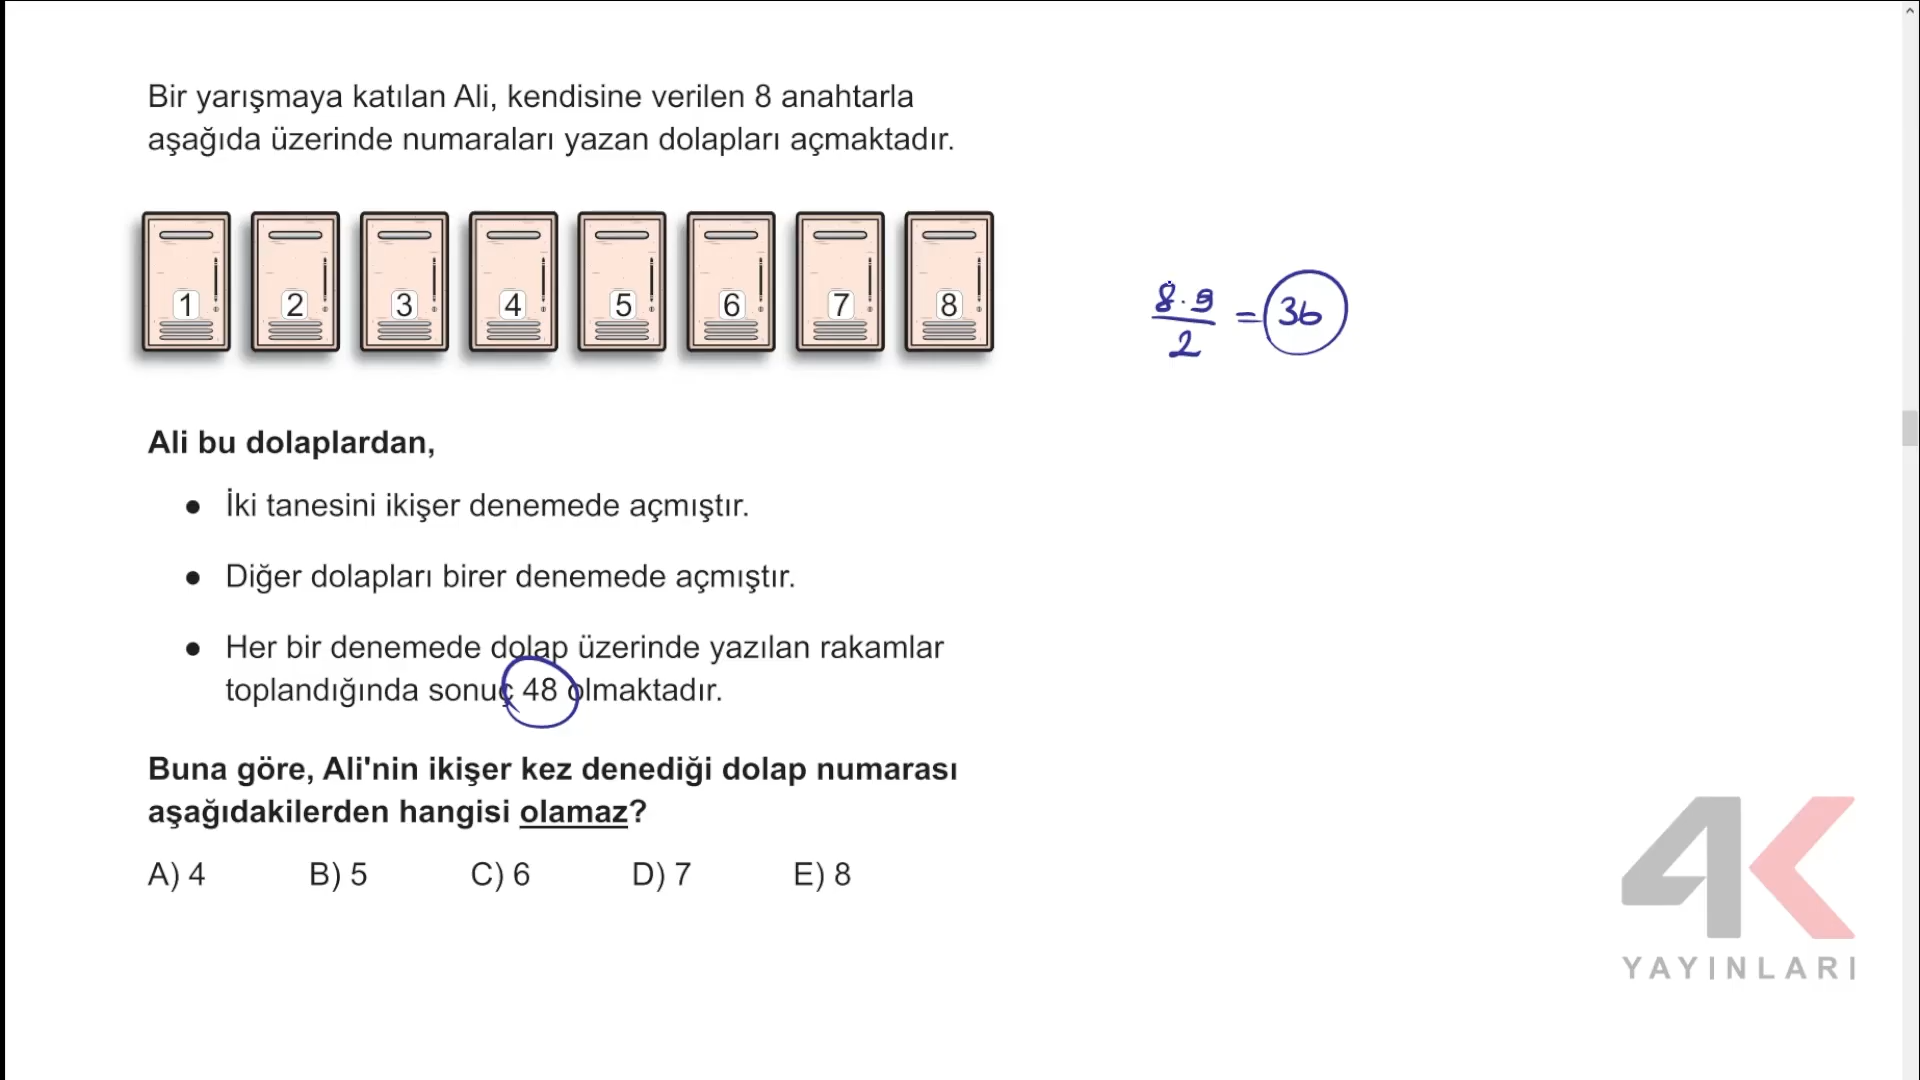 Bir yarışmaya katılan Ali, kendisine verilen 8 anahtarla
aşağıda üzerinde numaraları yazan dolapları açmaktadır.
1 2 3 4 5 6 7 8
8.9
2
= 36
Ali bu dolaplardan,
● İki tanesini ikişer denemede açmıştır.
● Diğer dolapları birer denemede açmıştır.
● Her bir denemede dolap üzerinde yazılan rakamlar
toplandığında sonuç 48 olmaktadır.
Buna göre, Ali'nin ikişer kez denediği dolap numarası
aşağıdakilerden hangisi olamaz?
A) 4 B) 5 C) 6 D) 7 E) 8
4K
YAYINLARI